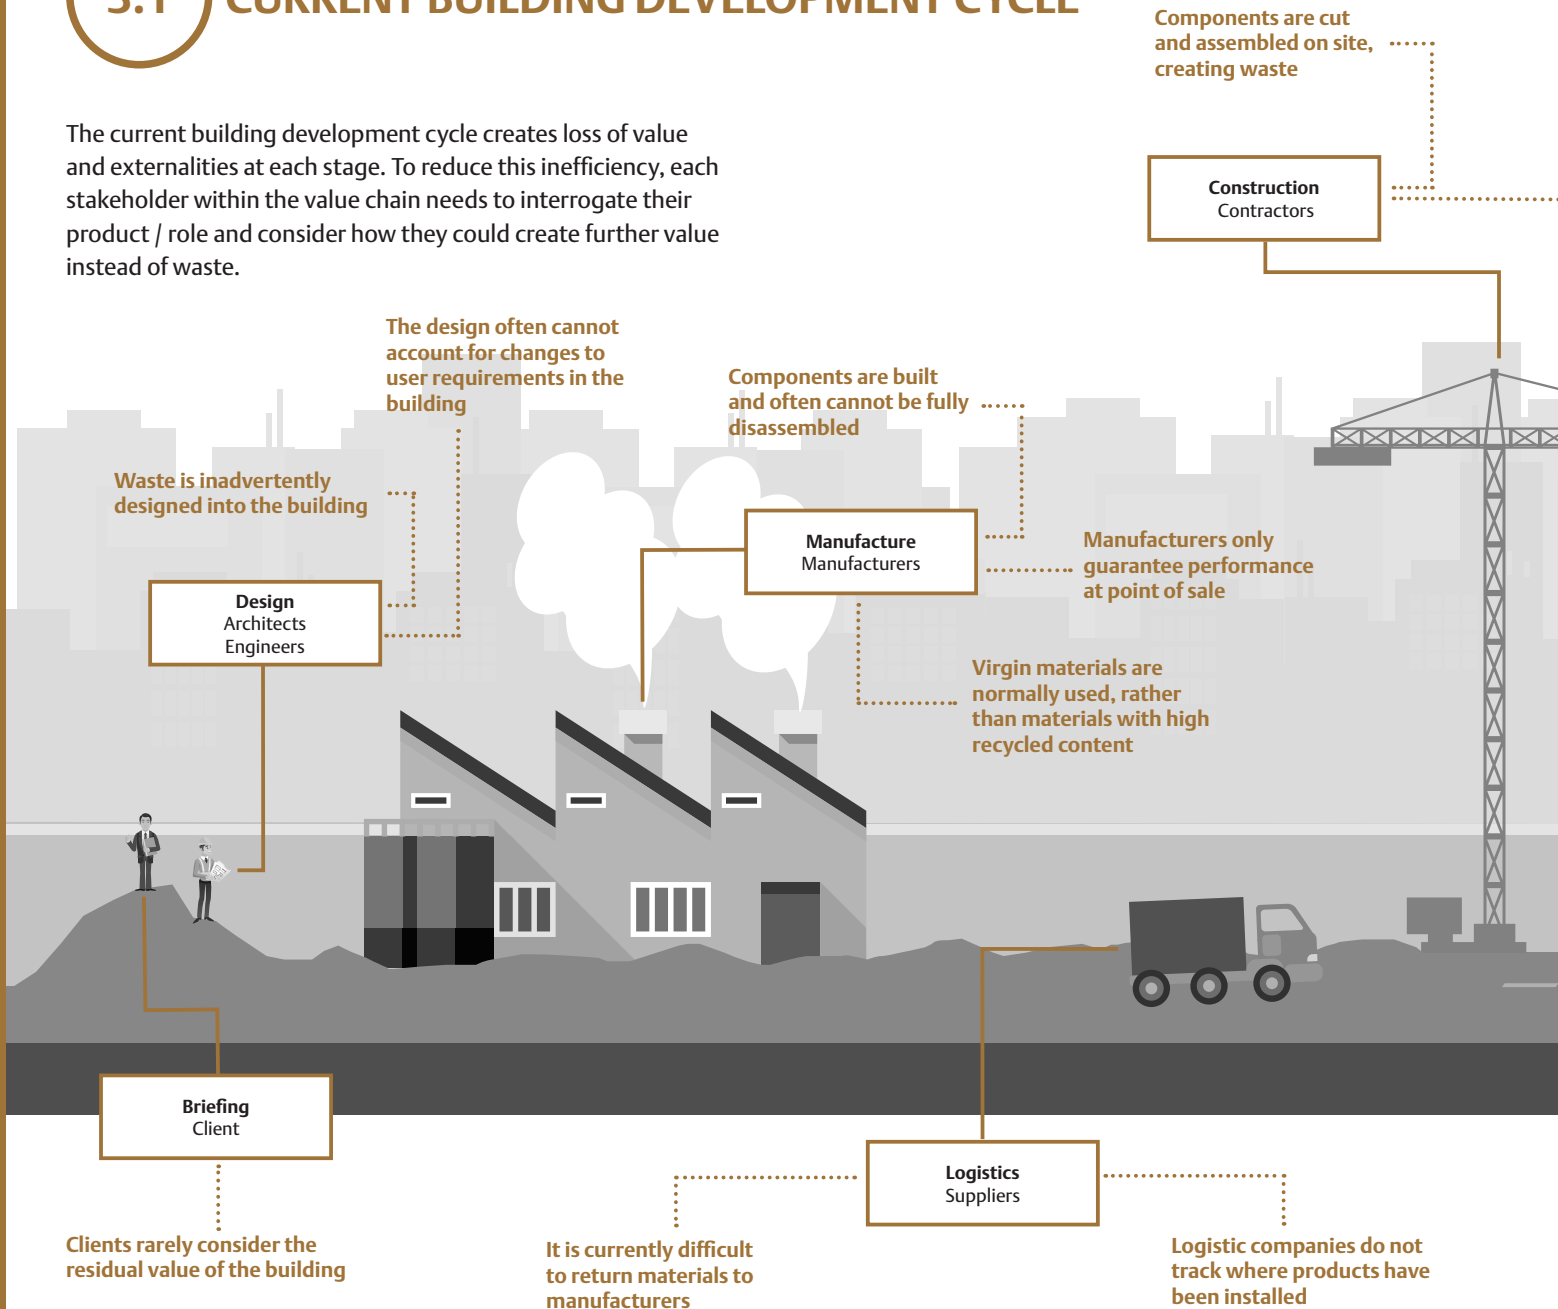 CURRENT BUILDING DEVELOPMENT CYCLE
The current building development cycle creates loss of value
and externalities at each stage. To reduce this inefficiency, each
stakeholder within the value chain needs to interrogate their
product / role and consider how they could create further value
instead of waste.
Components are cut
and assembled on site,
creating waste
Construction
Contractors
The design often cannot
account for changes to
user requirements in the
building
Components are built
and often cannot be fully
disassembled
Waste is inadvertently
designed into the building
Manufacture
Manufacturers
Manufacturers only
guarantee performance
at point of sale
Design
Architects
Engineers
Virgin materials are
normally used, rather
than materials with high
recycled content
Briefing
Client
Logistics
Suppliers
Clients rarely consider the
residual value of the building
It is currently difficult
to return materials to
manufacturers
Logistic companies do not
track where products have
been installed